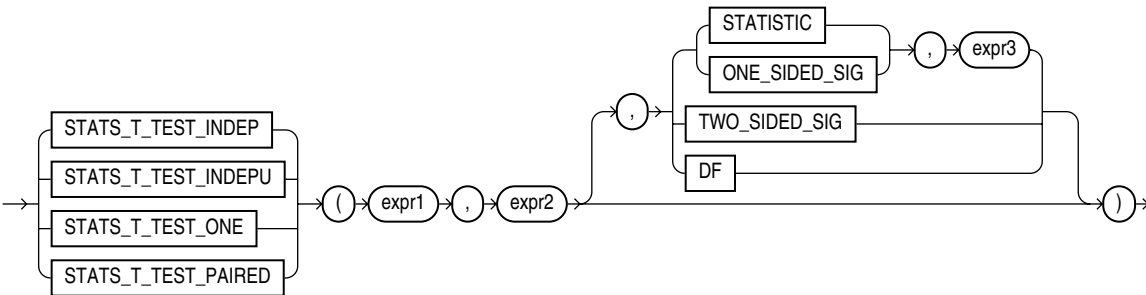 STATISTIC
ONE_SIDED_SIG , expr3
, TWO_SIDED_SIG
DF
STATS_T_TEST_INDEP
STATS_T_TEST_INDEPU
STATS_T_TEST_ONE
STATS_T_TEST_PAIRED
( expr1 , expr2 )